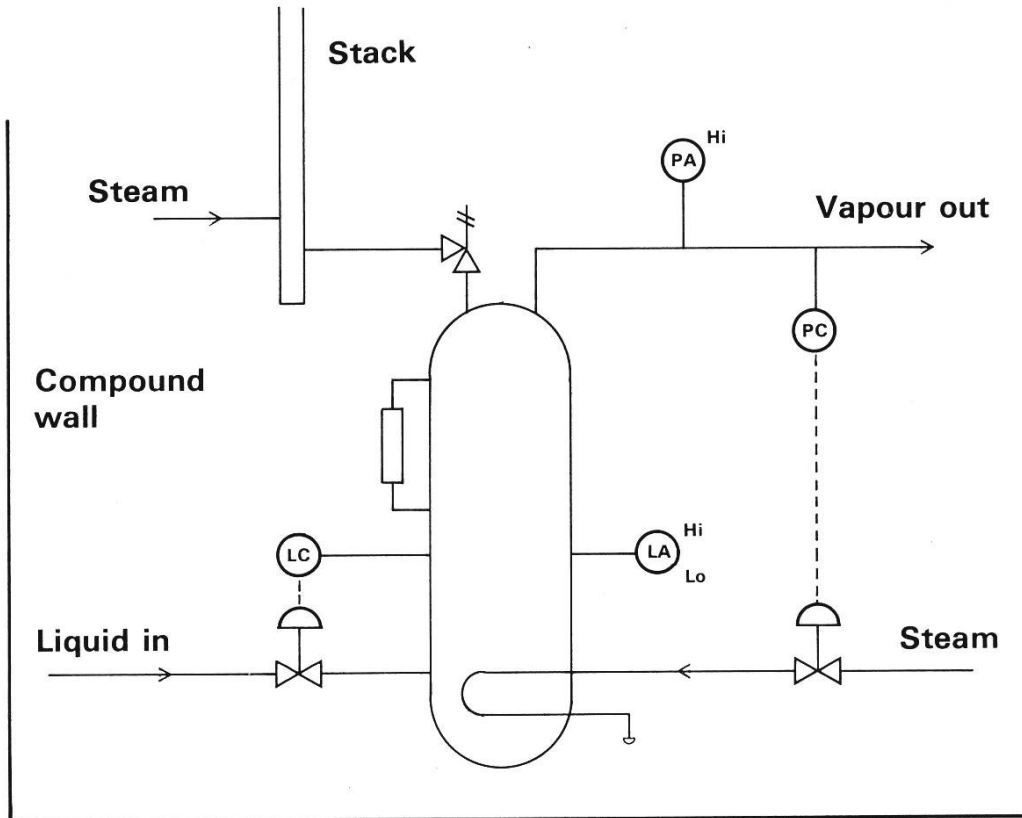 Stack
PA
Hi
Steam
Vapour out
PC
Compound
wall
LC
LA
Hi
Lo
Liquid in
Steam